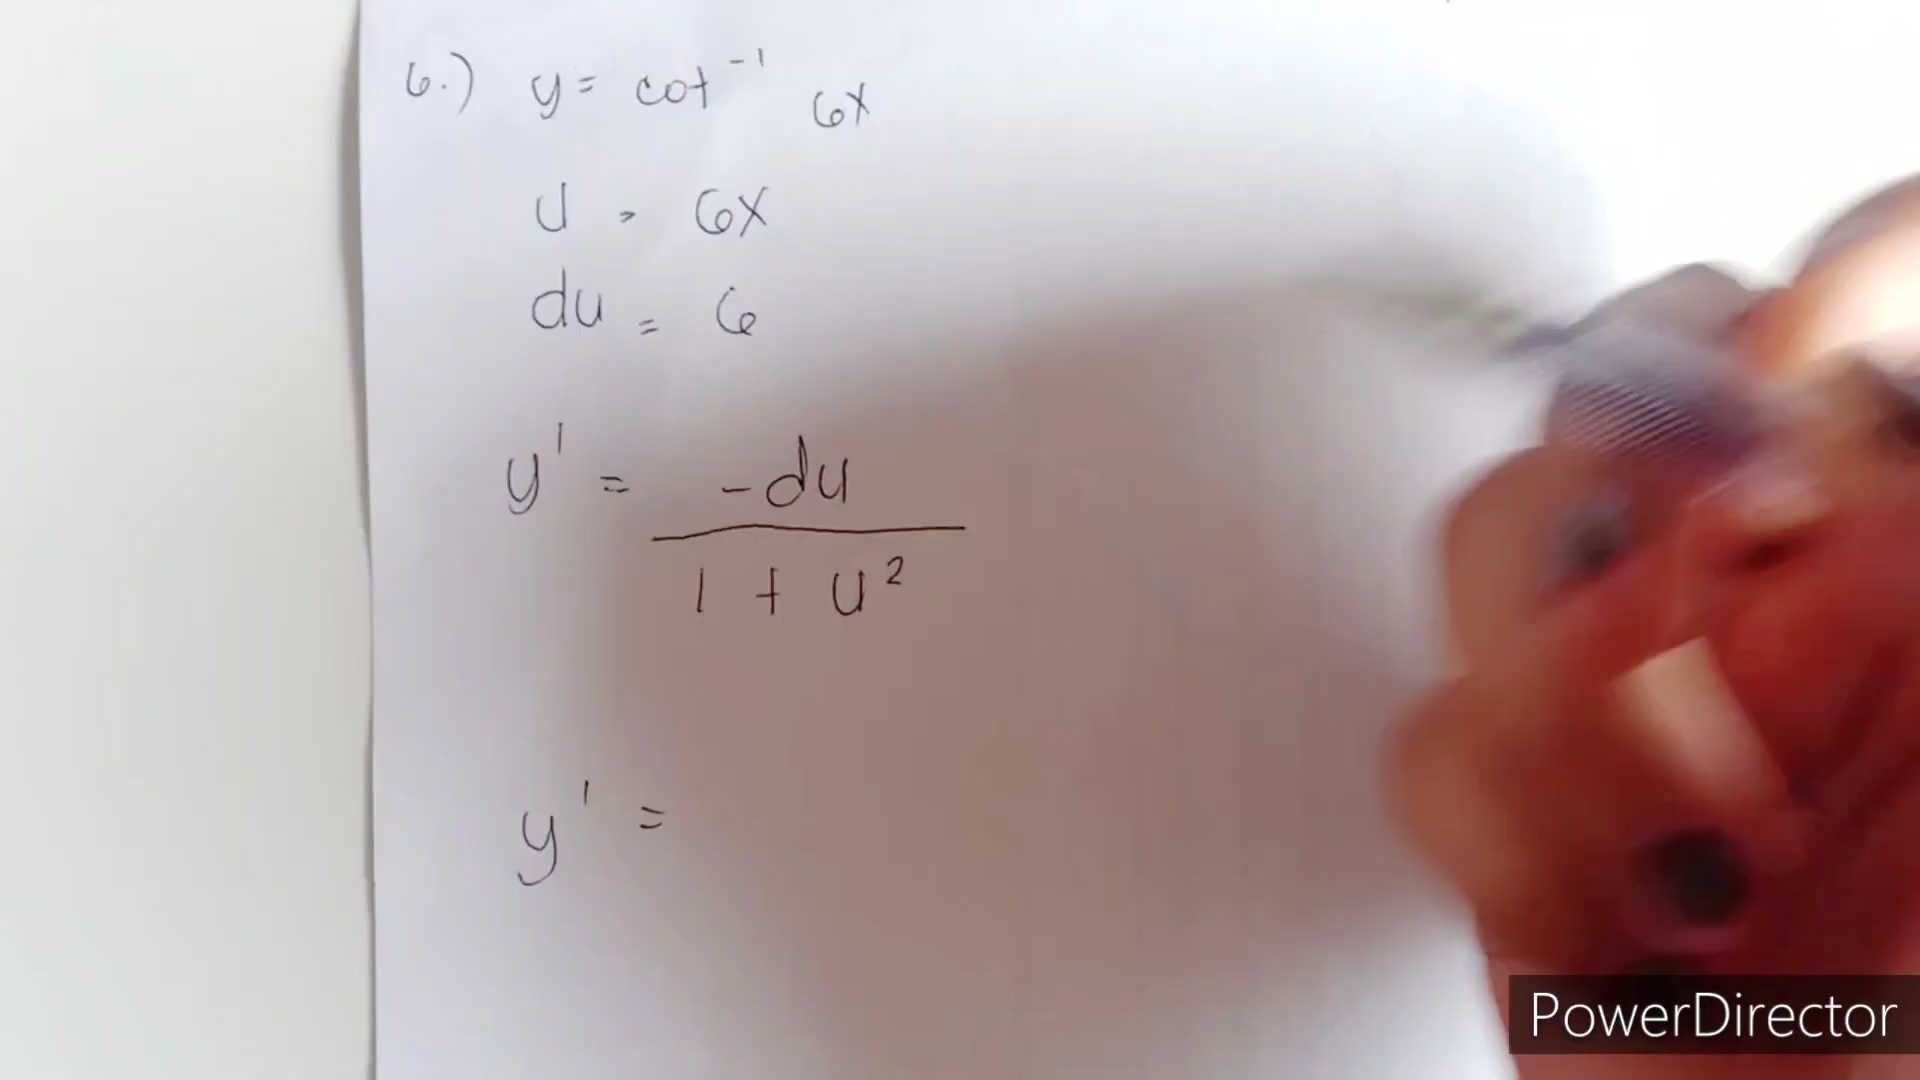 6.) y = cot⁻¹ 6x
u = 6x
du = 6
y' = -du
1 + u²
y' =
PowerDirector